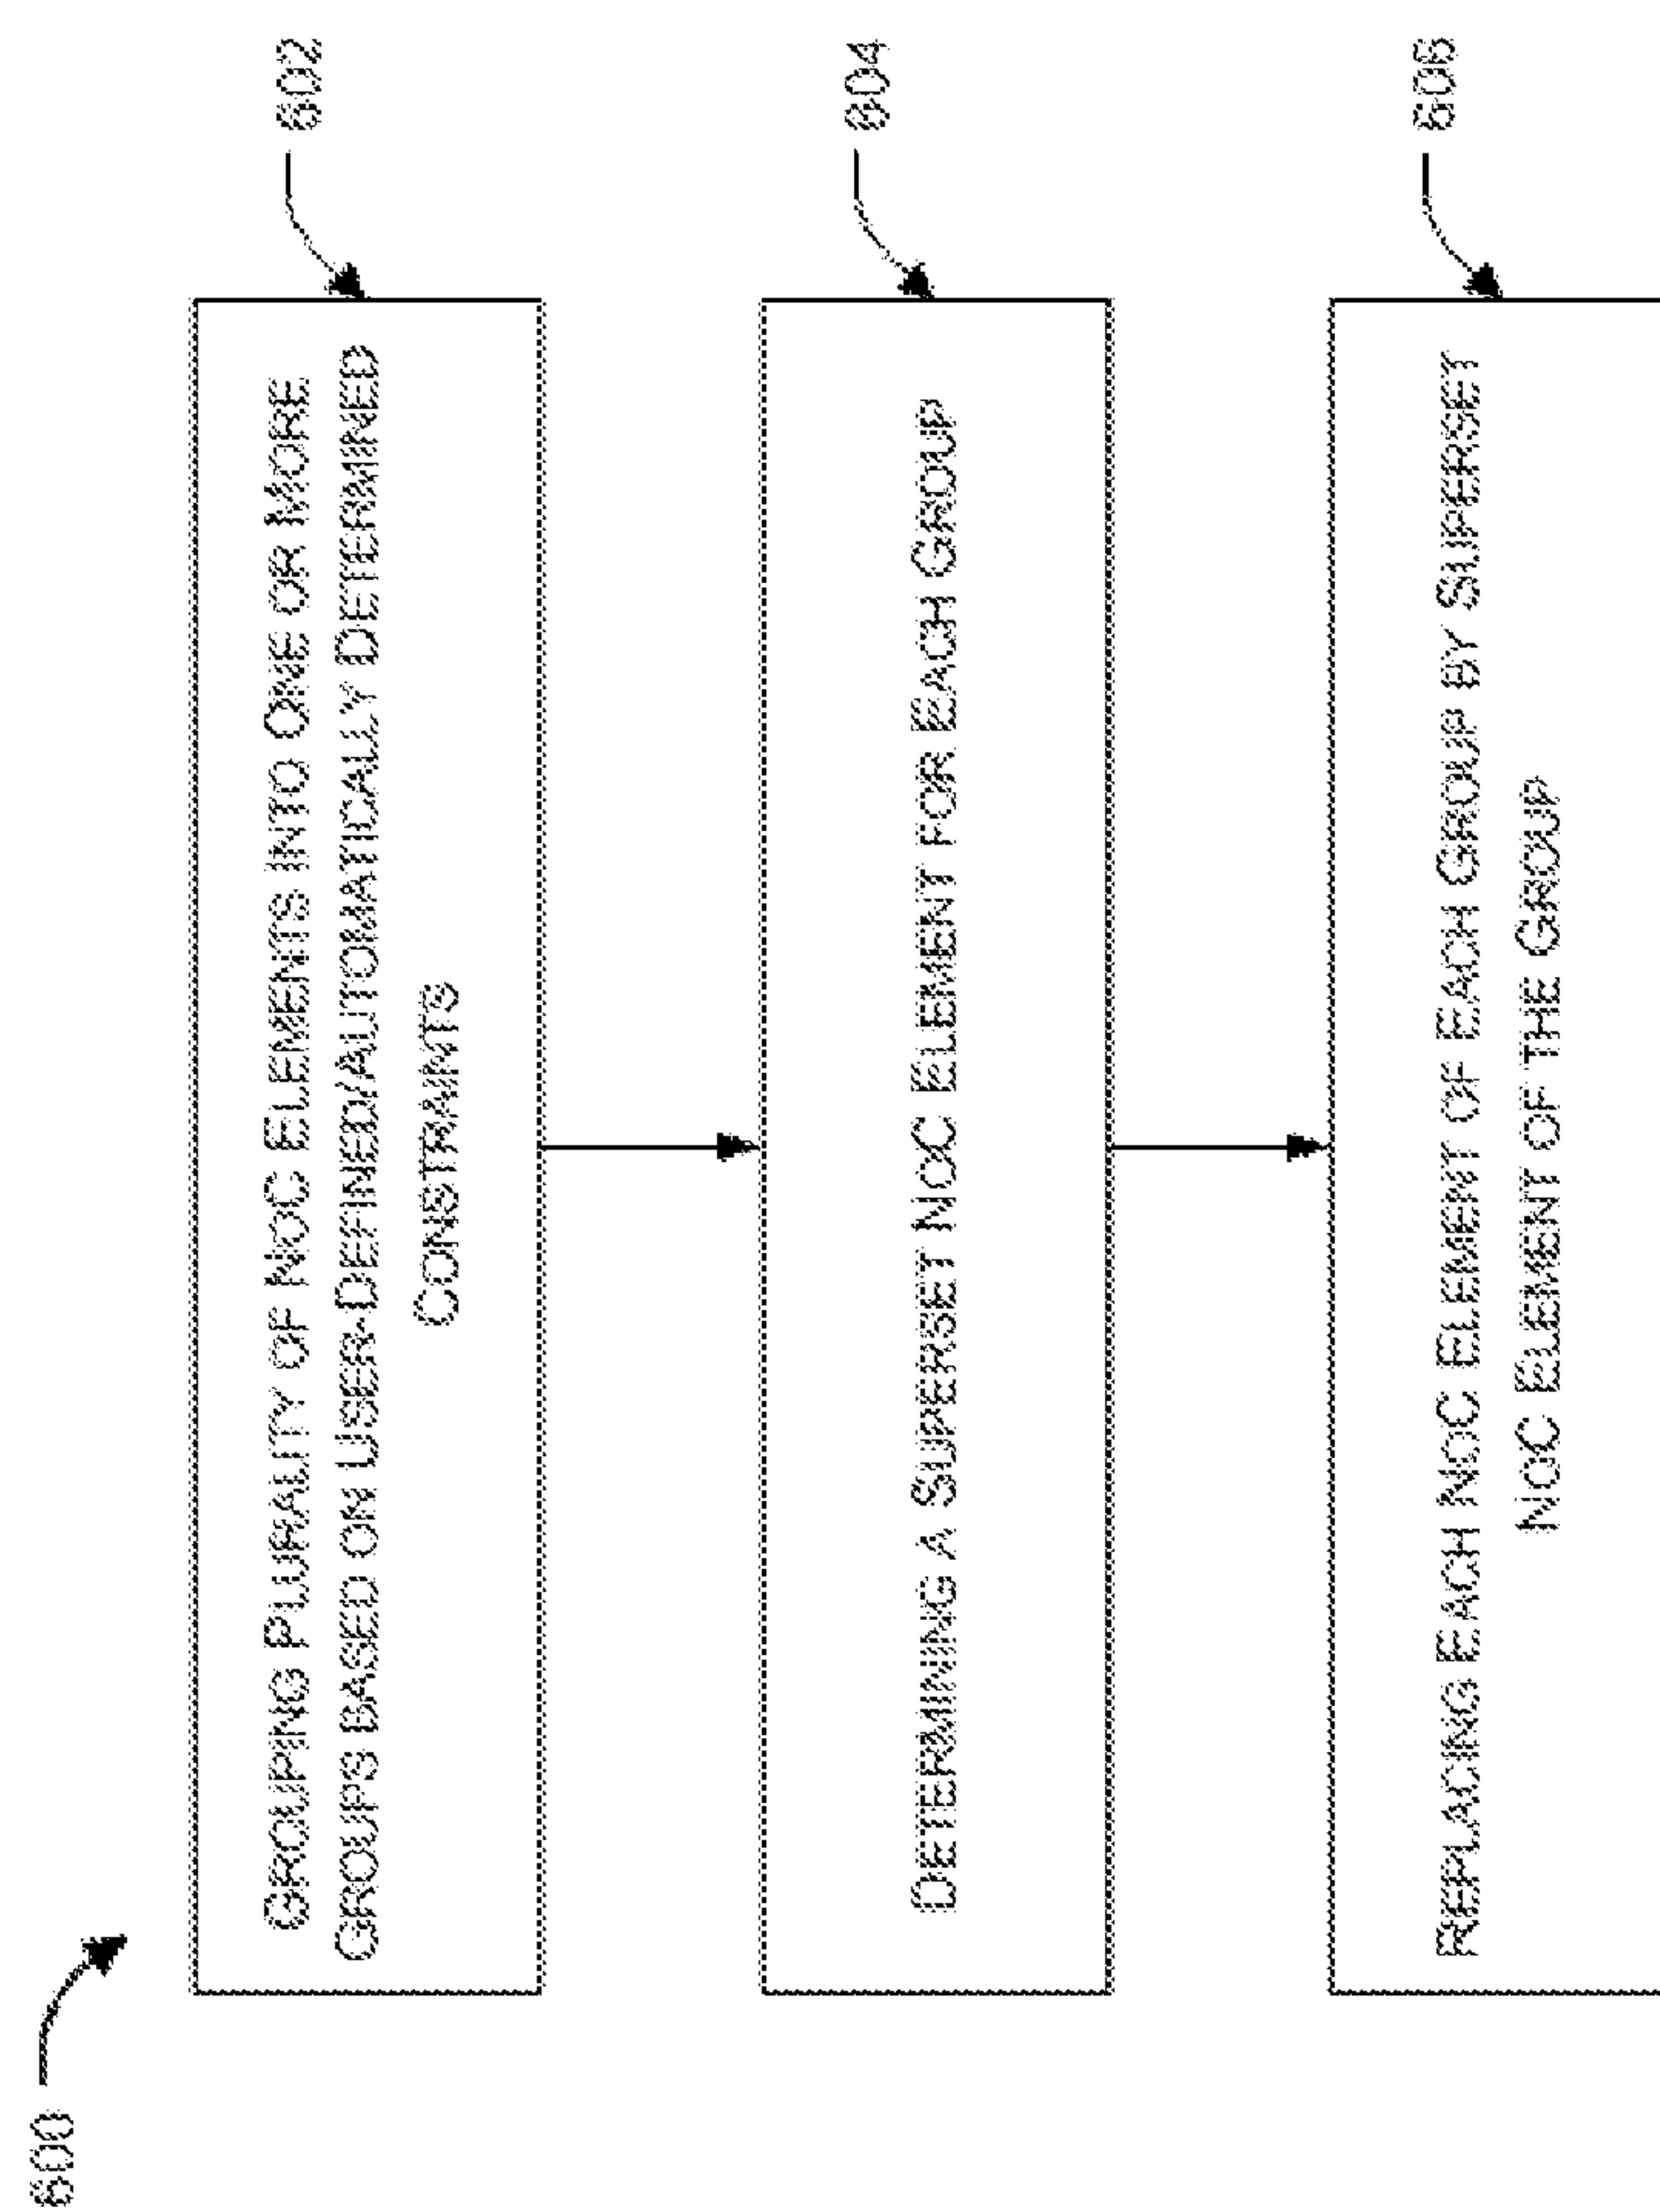 600
602
GROUPING PLURALITY OF NOC ELEMENTS INTO ONE OR MORE
GROUPS BASED ON USER-DEFINED/AUTOMATICALLY DETERMINED
CONSTRAINTS
604
DETERMINING A SUPERSET NOC ELEMENT FOR EACH GROUP
606
REPLACING EACH NOC ELEMENT OF EACH GROUP BY SUPERSET
NOC ELEMENT OF THE GROUP